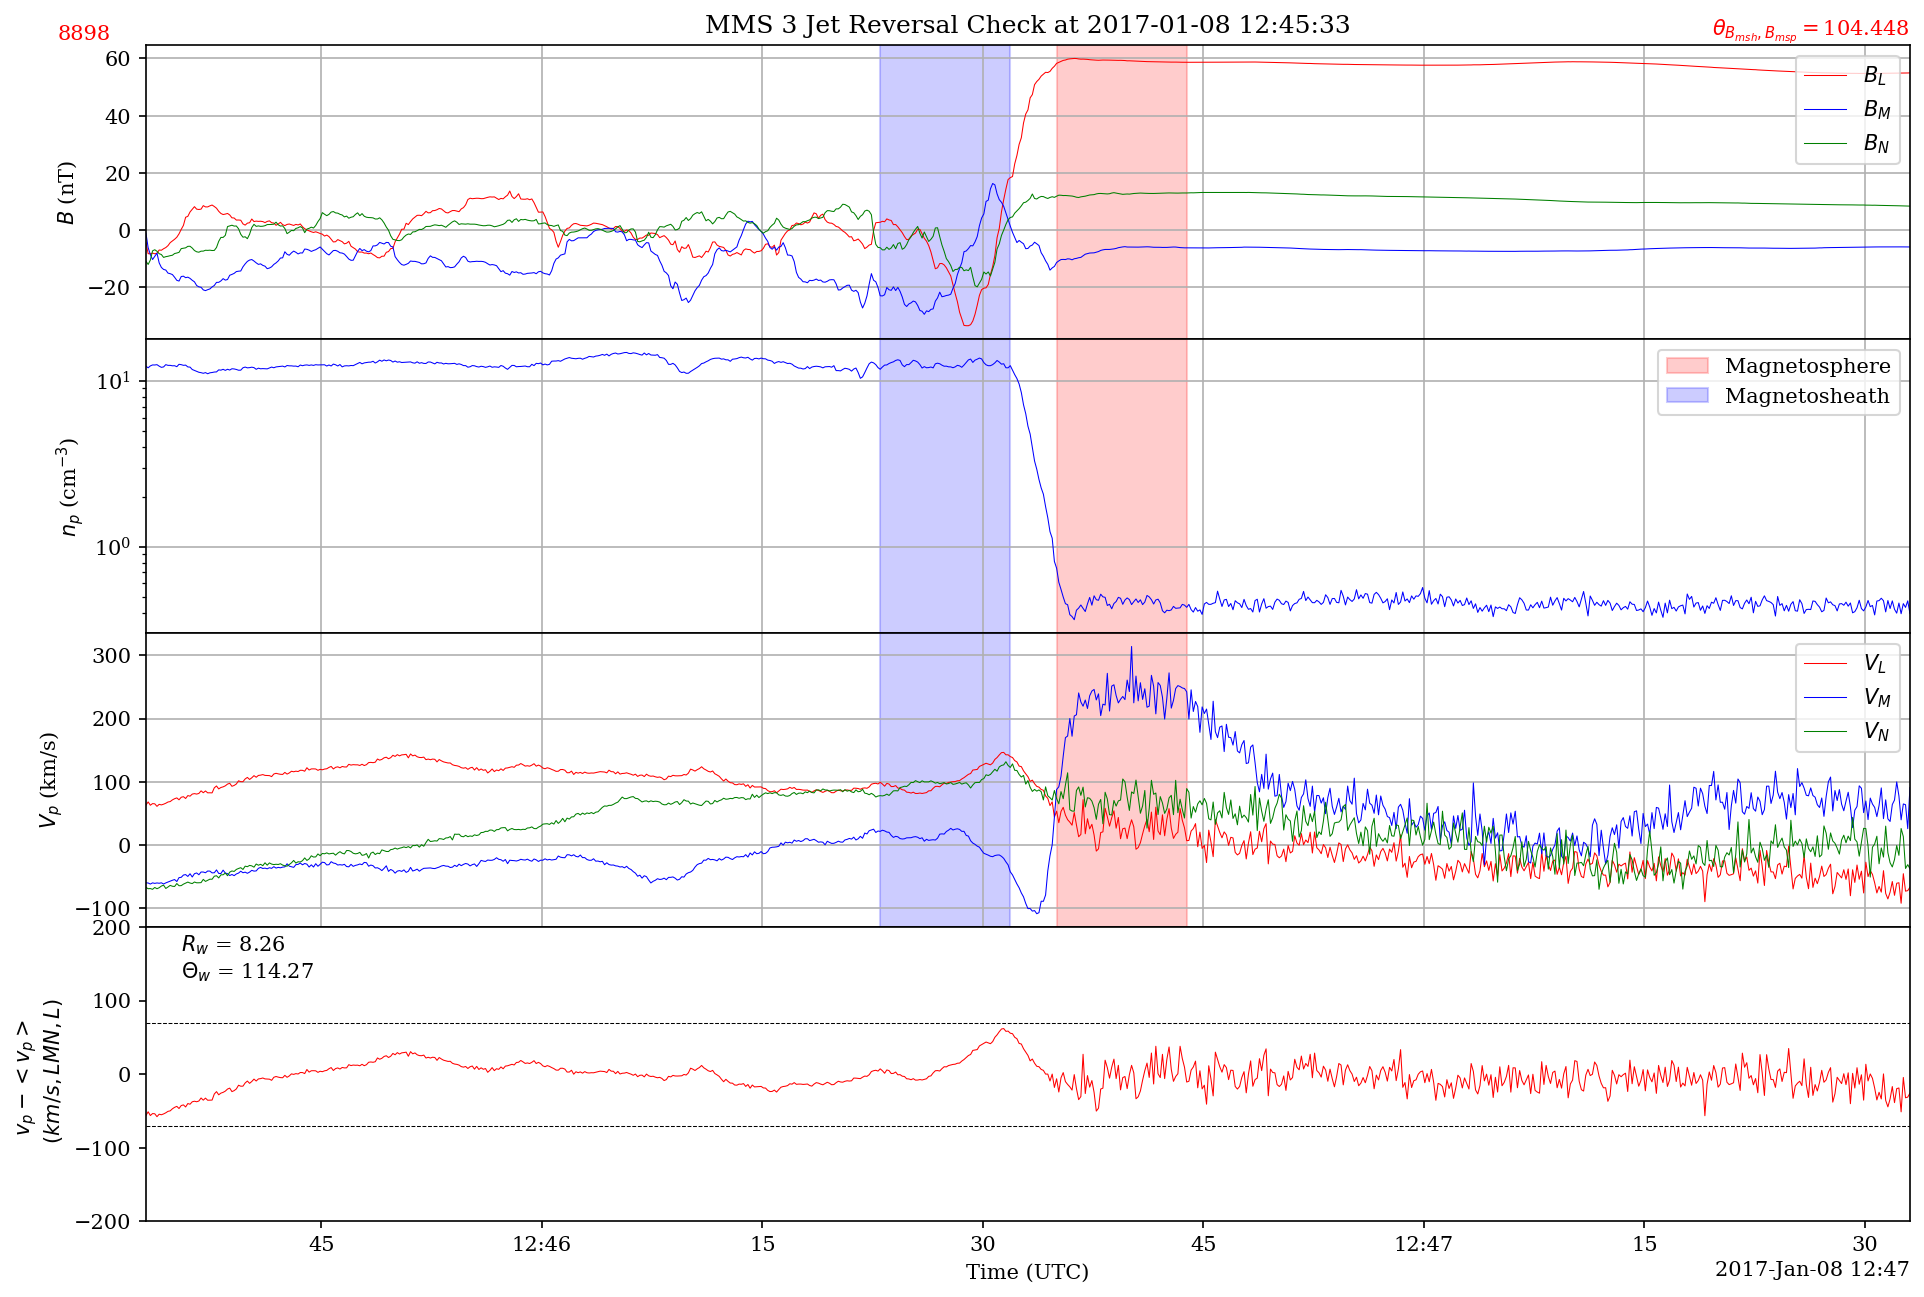 MMS 3 Jet Reversal Check at 2017-01-08 12:45:33
8898
θ_{B_{msh}, B_{msp}} = 104.448
60
40
20
0
−20
B (nT)
B_L
B_M
B_N
10^1
10^0
n_p (cm^{−3})
Magnetosphere
Magnetosheath
300
200
100
0
−100
V_p (km/s)
V_L
V_M
V_N
200
100
0
−100
−200
v_p − < v_p >
(km/s, LMN, L)
R_w = 8.26
Θ_w = 114.27
45 12:46 15 30 45 12:47 15 30
Time (UTC)
2017-Jan-08 12:47